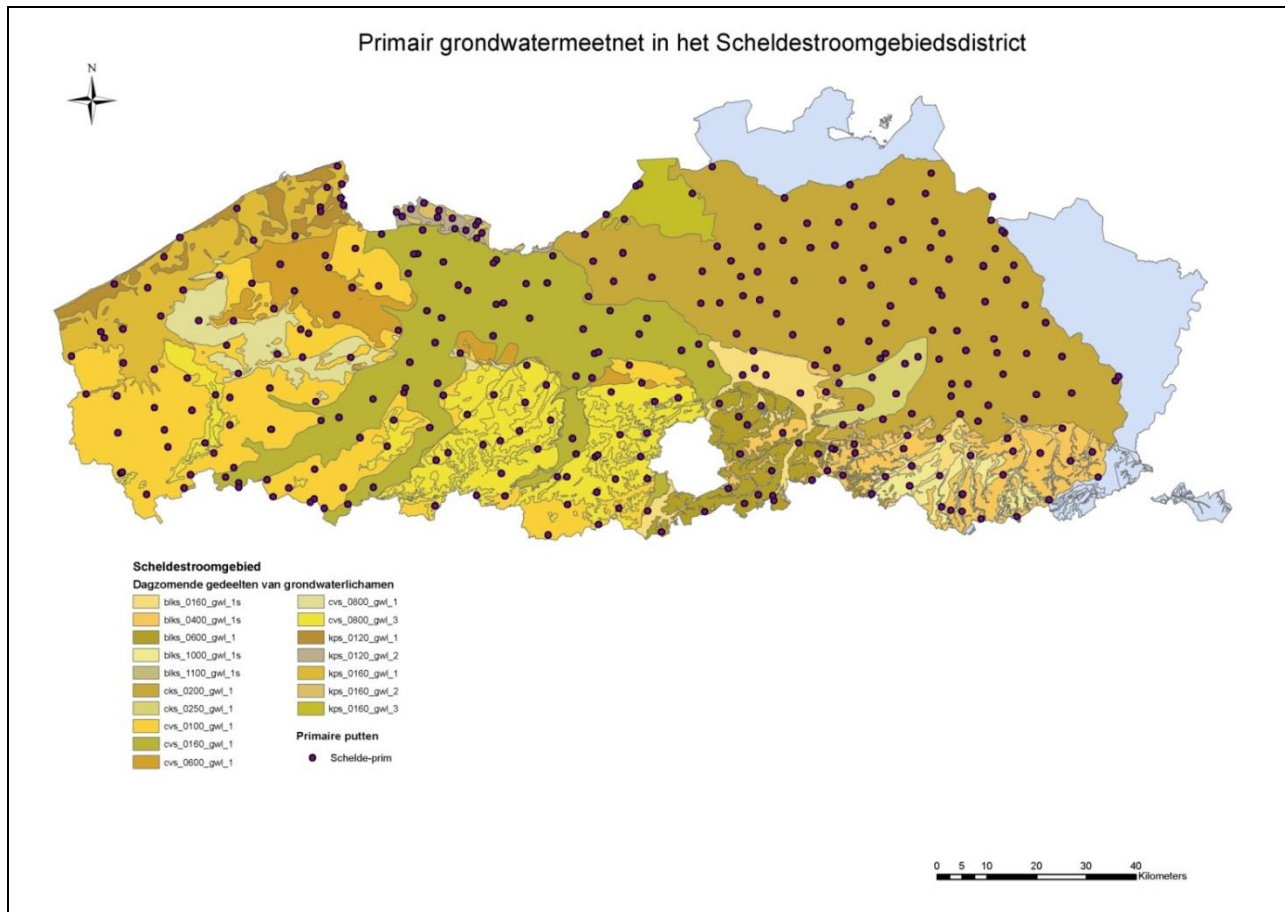 Primair grondwatermeetnet in het Scheldestroomgebiedsdistrict
N
Scheldestroomgebied
Dagzomende gedeelten van grondwaterlichamen
blks_0160_gwl_1s
blks_0400_gwl_1s
blks_0600_gwl_1
blks_1000_gwl_1s
blks_1100_gwl_1s
cks_0200_gwl_1
cks_0250_gwl_1
cvs_0100_gwl_1
cvs_0160_gwl_1
cvs_0600_gwl_1
cvs_0800_gwl_1
cvs_0800_gwl_3
kps_0120_gwl_1
kps_0120_gwl_2
kps_0160_gwl_1
kps_0160_gwl_2
kps_0160_gwl_3
Primaire putten
Schelde-prim
0 5 10 20 30 40
Kilometers